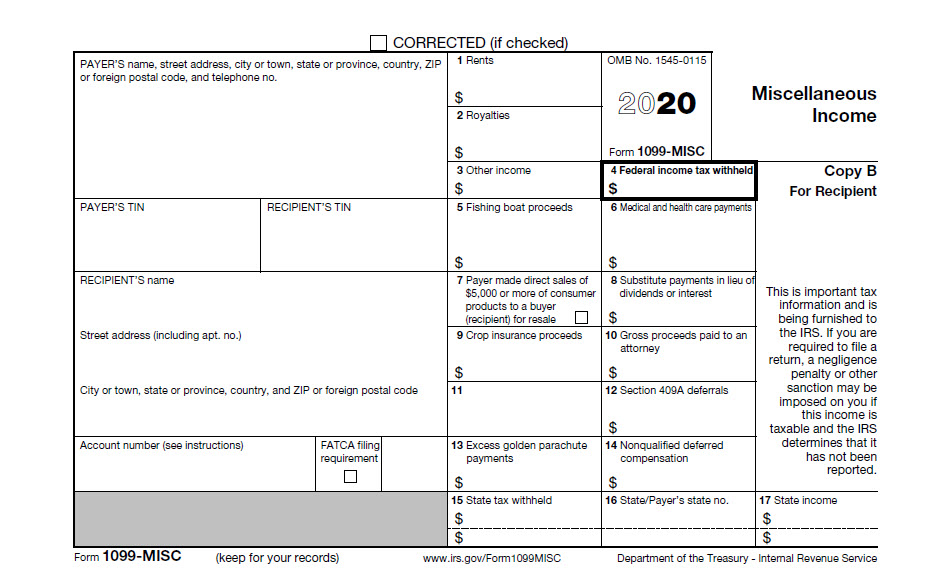 CORRECTED (if checked)
PAYER'S name, street address, city or town, state or province, country, ZIP
or foreign postal code, and telephone no.
1 Rents
$
2 Royalties
$
OMB No. 1545-0115
2020
Form 1099-MISC
Miscellaneous
Income
3 Other income
$
4 Federal income tax withheld
$
Copy B
For Recipient
PAYER'S TIN
RECIPIENT'S TIN
5 Fishing boat proceeds
$
6 Medical and health care payments
$
RECIPIENT'S name
7 Payer made direct sales of
$5,000 or more of consumer
products to a buyer
(recipient) for resale
8 Substitute payments in lieu of
dividends or interest
$
This is important tax
information and is
being furnished to
the IRS. If you are
required to file a
return, a negligence
penalty or other
sanction may be
imposed on you if
this income is
taxable and the IRS
determines that it
has not been
reported.
Street address (including apt. no.)
9 Crop insurance proceeds
$
10 Gross proceeds paid to an
attorney
$
City or town, state or province, country, and ZIP or foreign postal code
11
12 Section 409A deferrals
$
Account number (see instructions)
FATCA filing
requirement
13 Excess golden parachute
payments
$
14 Nonqualified deferred
compensation
$
15 State tax withheld
$
$
16 State/Payer's state no.
17 State income
$
$
Form 1099-MISC
(keep for your records)
www.irs.gov/Form1099MISC
Department of the Treasury - Internal Revenue Service